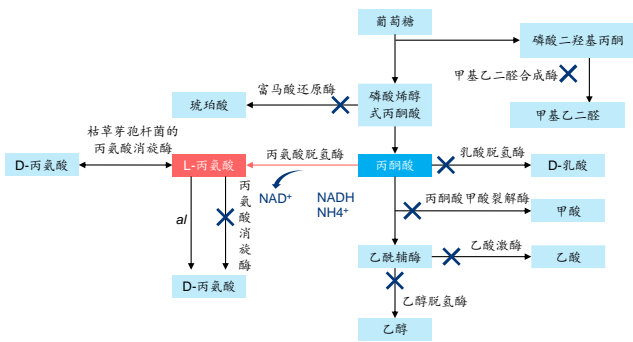 葡萄糖
磷酸二羟基丙酮
甲基乙二醛合成酶
富马酸还原酶
琥珀酸
磷酸烯醇
式丙酮酸
甲基乙二醛
枯草芽孢杆菌的
丙氨酸消旋酶
丙氨酸脱氢酶
乳酸脱氢酶
D-丙氨酸
L-丙氨酸
丙酮酸
D-乳酸
NAD⁺
NADH
NH4⁺
丙氨酸消旋酶
al
丙酮酸甲酸裂解酶
甲酸
乙酸激酶
乙酰辅酶
乙酸
D-丙氨酸
乙醇脱氢酶
乙醇